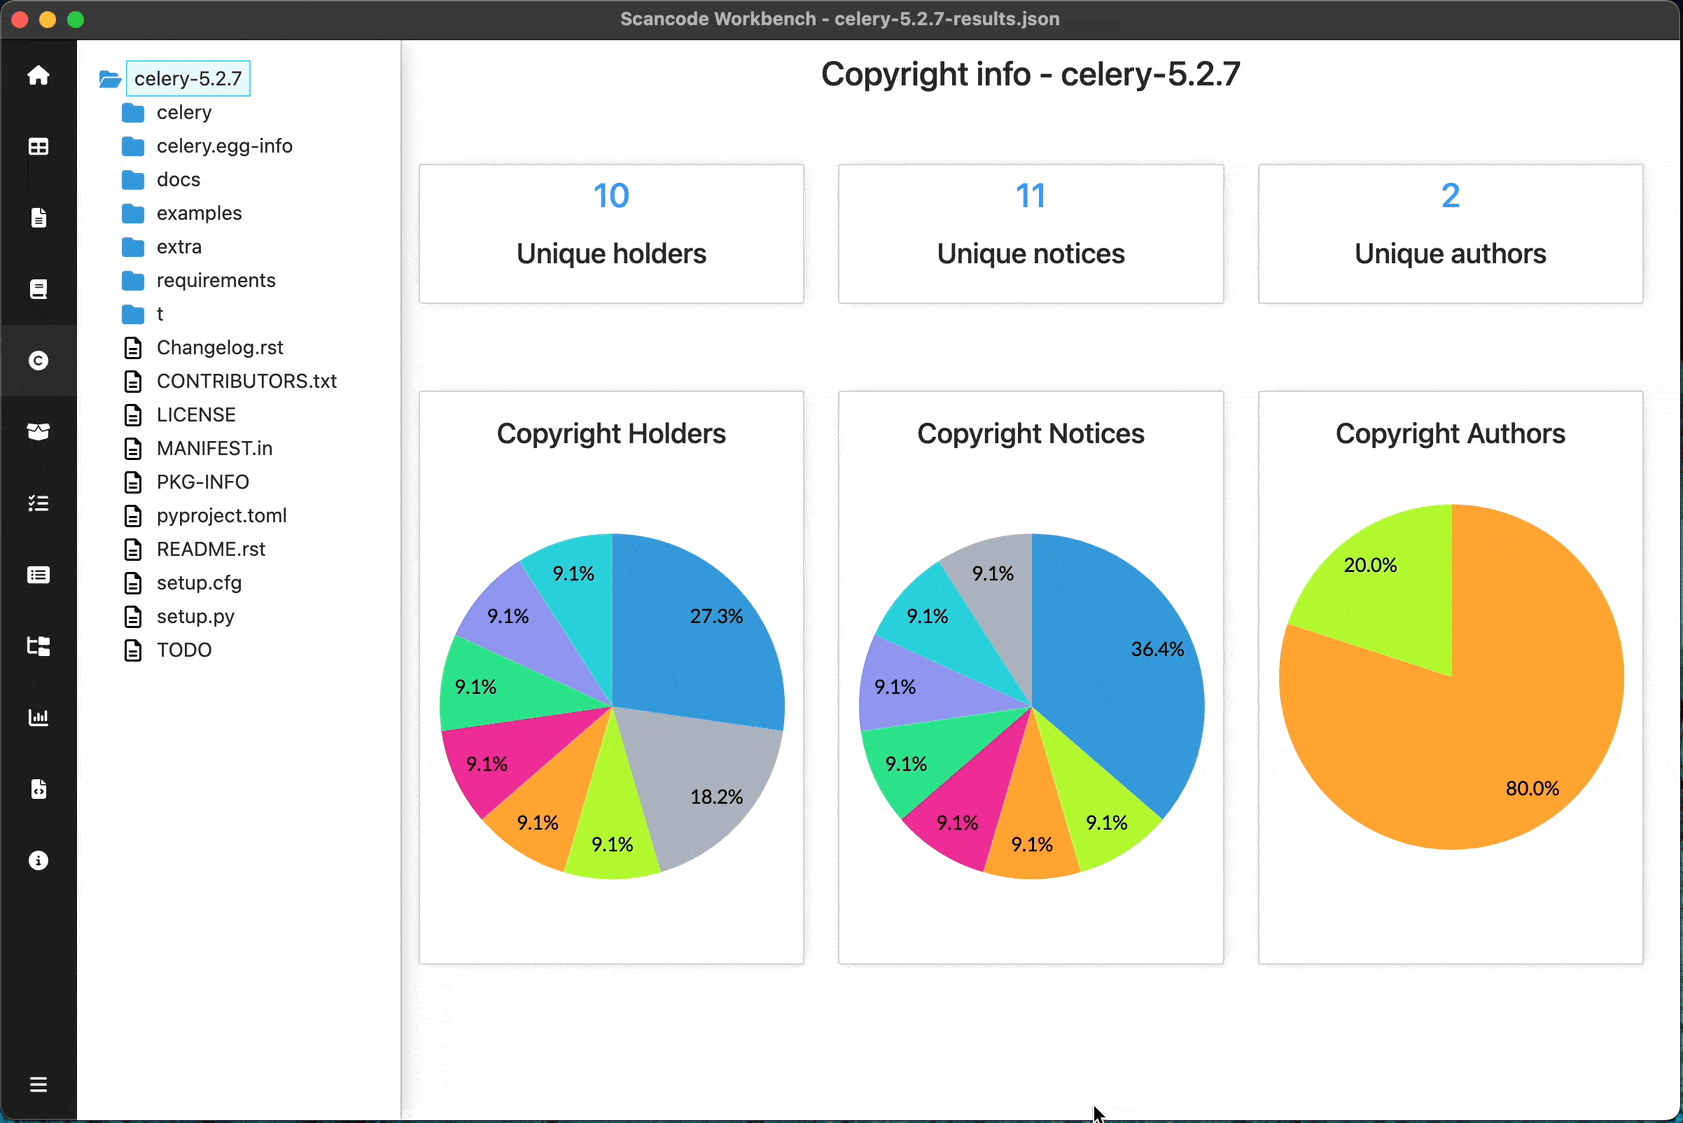 Scancode Workbench - celery-5.2.7-results.json
celery-5.2.7
celery
celery.egg-info
docs
examples
extra
requirements
t
Changelog.rst
CONTRIBUTORS.txt
LICENSE
MANIFEST.in
PKG-INFO
pyproject.toml
README.rst
setup.cfg
setup.py
TODO
Copyright info - celery-5.2.7
10
Unique holders
11
Unique notices
2
Unique authors
Copyright Holders
9.1%
27.3%
9.1%
9.1%
9.1%
18.2%
9.1%
9.1%
Copyright Notices
9.1%
9.1%
36.4%
9.1%
9.1%
9.1%
9.1%
9.1%
Copyright Authors
20.0%
80.0%